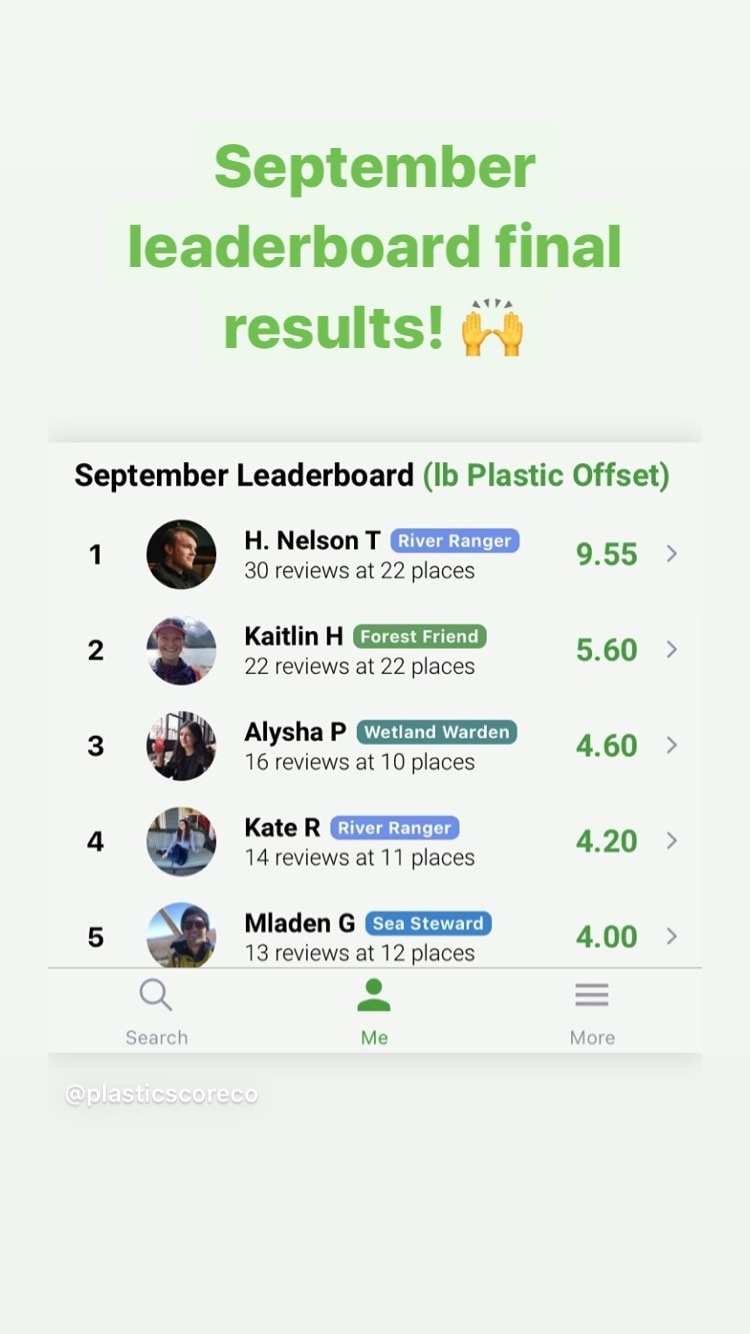 September
leaderboard final
results! 🙌
September Leaderboard (lb Plastic Offset)
1
H. Nelson T River Ranger
30 reviews at 22 places
9.55
2
Kaitlin H Forest Friend
22 reviews at 22 places
5.60
3
Alysha P Wetland Warden
16 reviews at 10 places
4.60
4
Kate R River Ranger
14 reviews at 11 places
4.20
5
Mladen G Sea Steward
13 reviews at 12 places
4.00
Search
Me
More
@plasticscoreco